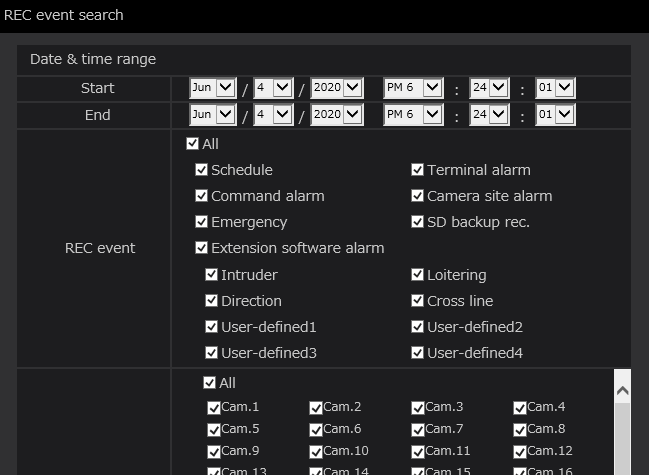 REC event search
Date & time range
Start Jun / 4 / 2020 PM 6 : 24 : 01
End Jun / 4 / 2020 PM 6 : 24 : 01
All
Schedule Terminal alarm
Command alarm Camera site alarm
Emergency SD backup rec.
REC event Extension software alarm
Intruder Loitering
Direction Cross line
User-defined1 User-defined2
User-defined3 User-defined4
All
Cam.1 Cam.2 Cam.3 Cam.4
Cam.5 Cam.6 Cam.7 Cam.8
Cam.9 Cam.10 Cam.11 Cam.12
Cam.13 Cam.14 Cam.15 Cam.16